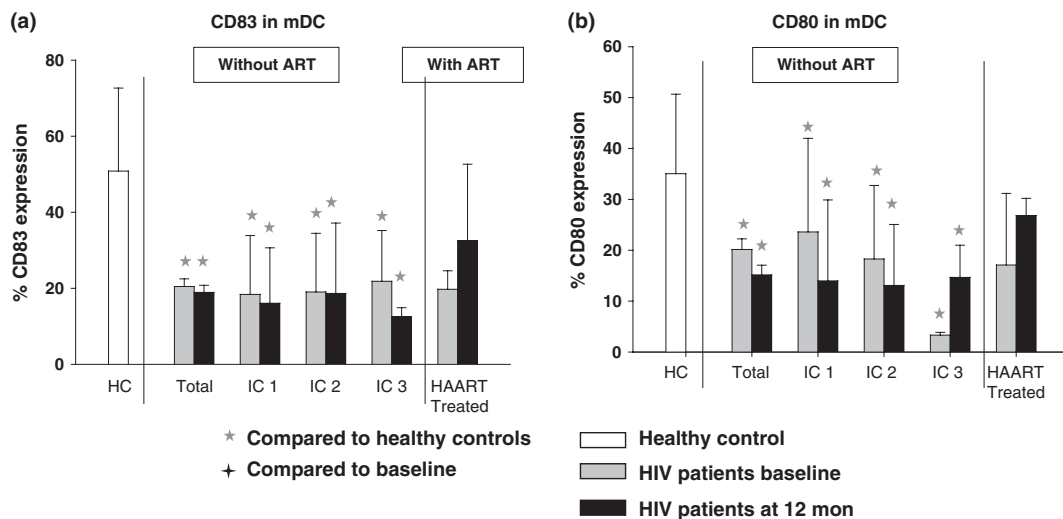 (a)
CD83 in mDC
Without ART
With ART
% CD83 expression
80
60
40
20
0
HC
Total
IC 1
IC 2
IC 3
HAART
Treated
(b)
CD80 in mDC
Without ART
% CD80 expression
60
50
40
30
20
10
0
HC
Total
IC 1
IC 2
IC 3
HAART
Treated
Compared to healthy controls
Compared to baseline
Healthy control
HIV patients baseline
HIV patients at 12 mon